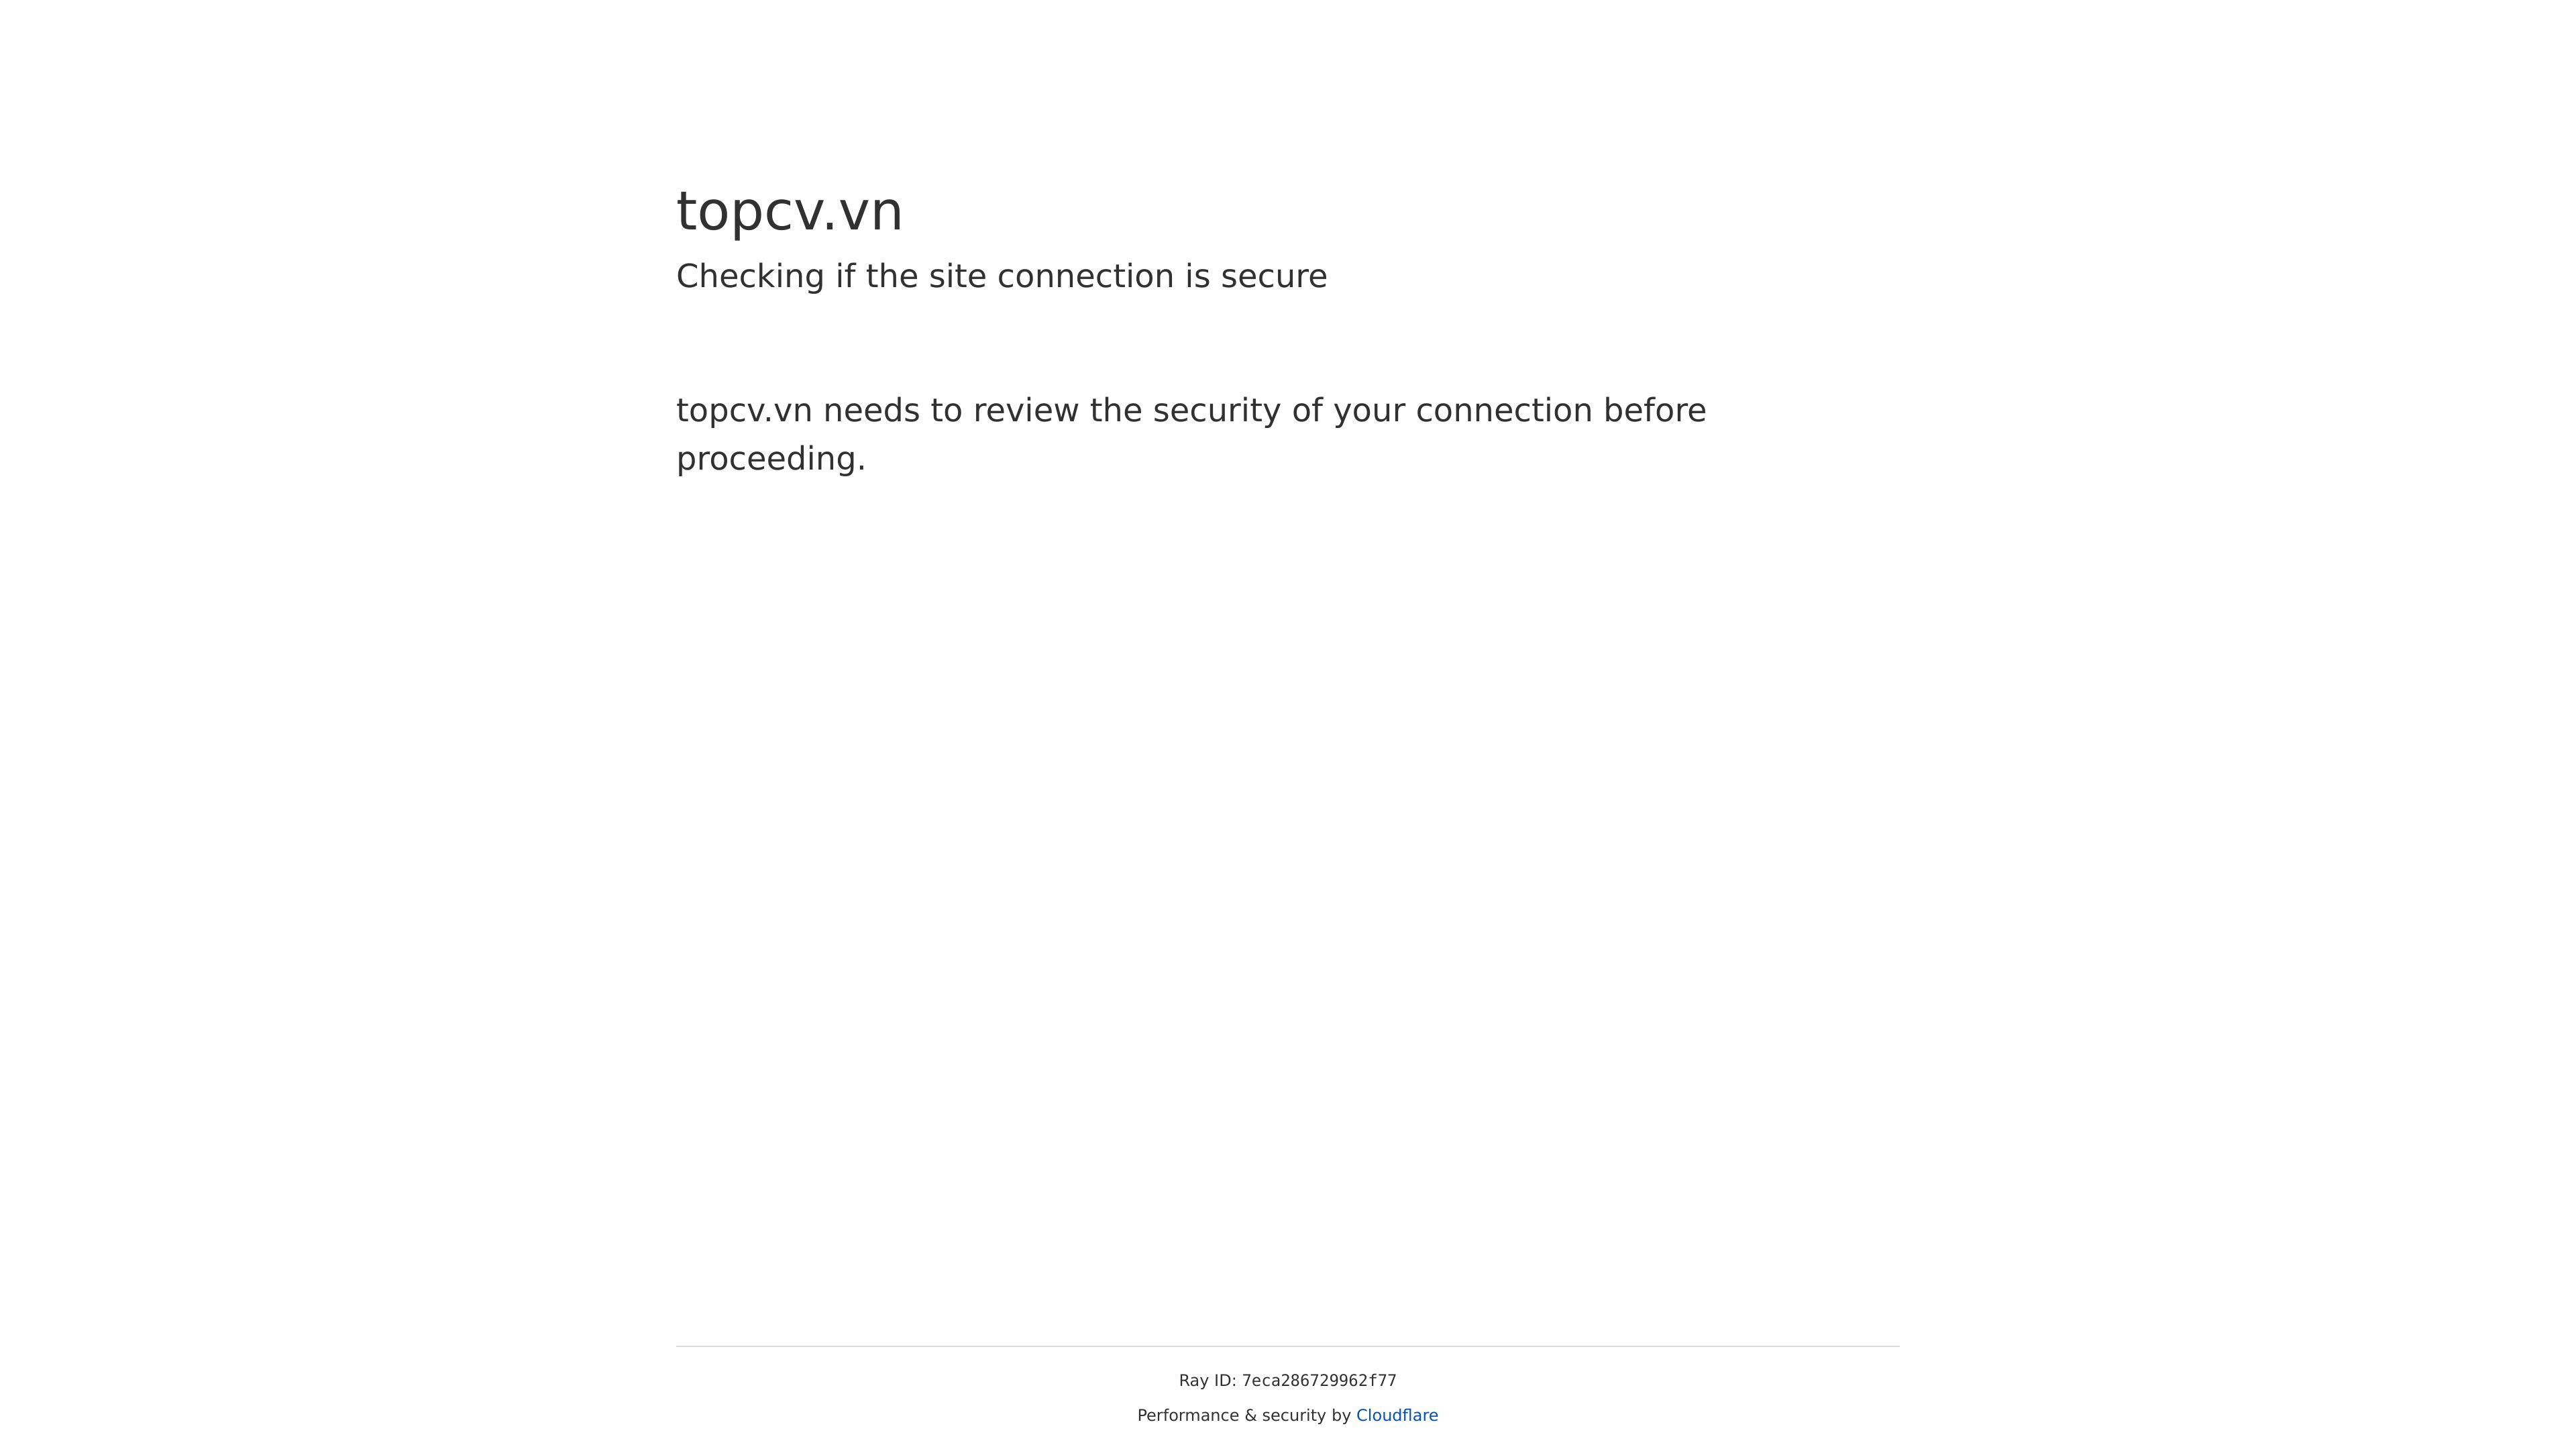 topcv.vn
Checking if the site connection is secure
topcv.vn needs to review the security of your connection before
proceeding.
Ray ID: 7eca286729962f77
Performance & security by Cloudflare